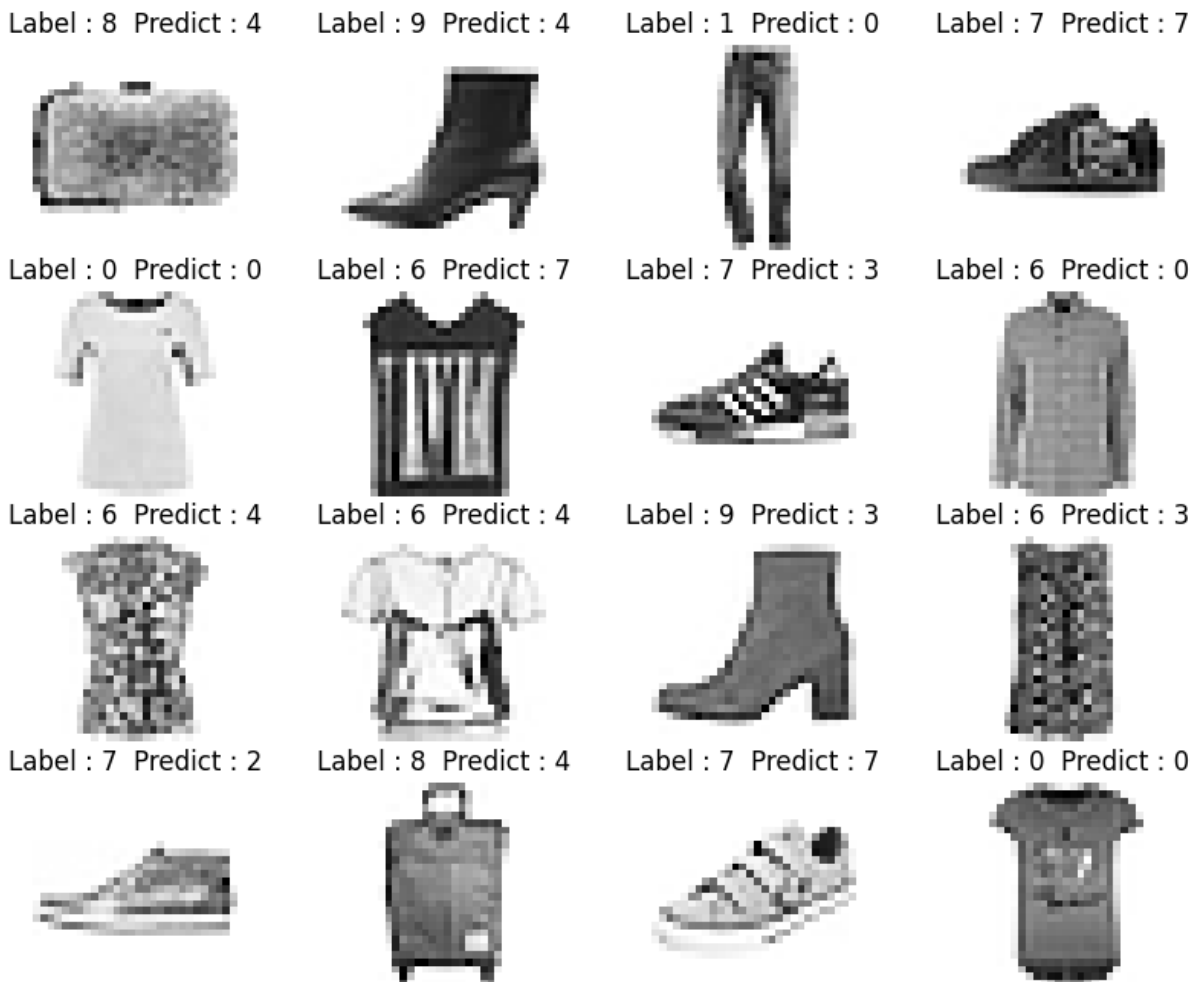 Label : 8 Predict : 4
Label : 9 Predict : 4
Label : 1 Predict : 0
Label : 7 Predict : 7
Label : 0 Predict : 0
Label : 6 Predict : 7
Label : 7 Predict : 3
Label : 6 Predict : 0
Label : 6 Predict : 4
Label : 6 Predict : 4
Label : 9 Predict : 3
Label : 6 Predict : 3
Label : 7 Predict : 2
Label : 8 Predict : 4
Label : 7 Predict : 7
Label : 0 Predict : 0